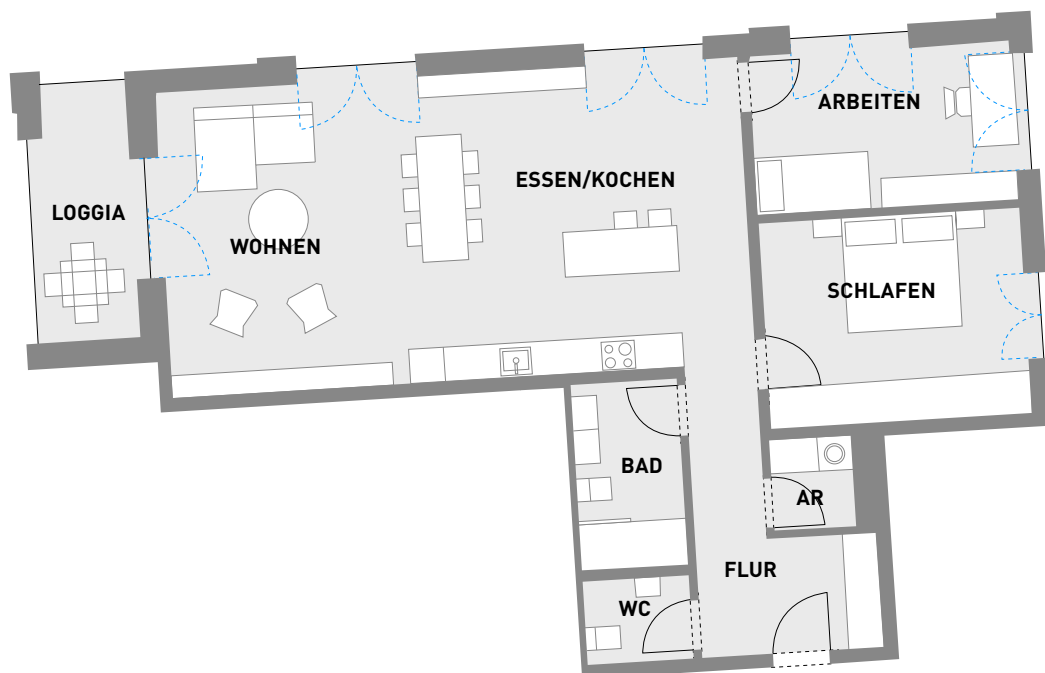 ARBEITEN
ESSEN/KOCHEN
LOGGIA
WOHNEN
SCHLAFEN
BAD
AR
FLUR
WC